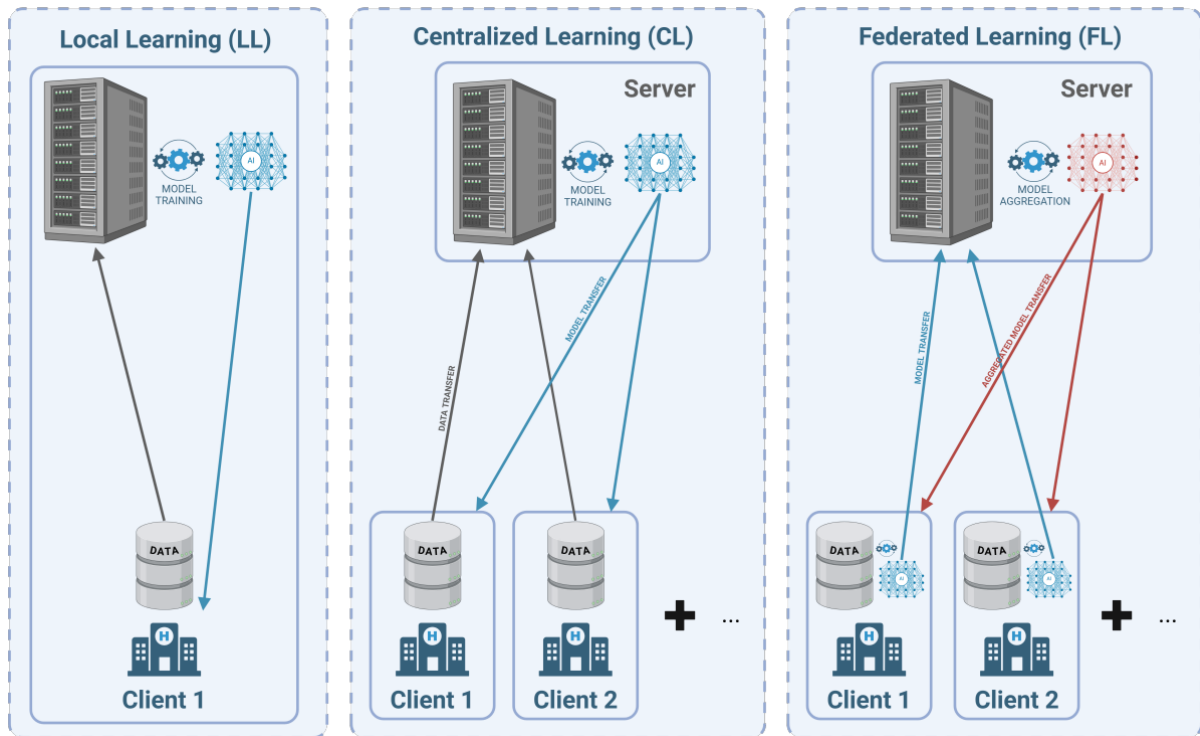 Local Learning (LL)
AI
MODEL
TRAINING
DATA
H
Client 1
Centralized Learning (CL)
Server
AI
MODEL
TRAINING
MODEL TRANSFER
DATA TRANSFER
DATA
DATA
H
H
Client 1
Client 2
...
Federated Learning (FL)
Server
AI
MODEL
AGGREGATION
MODEL TRANSFER
AGGREGATED MODEL TRANSFER
DATA
AI
DATA
AI
H
H
Client 1
Client 2
...